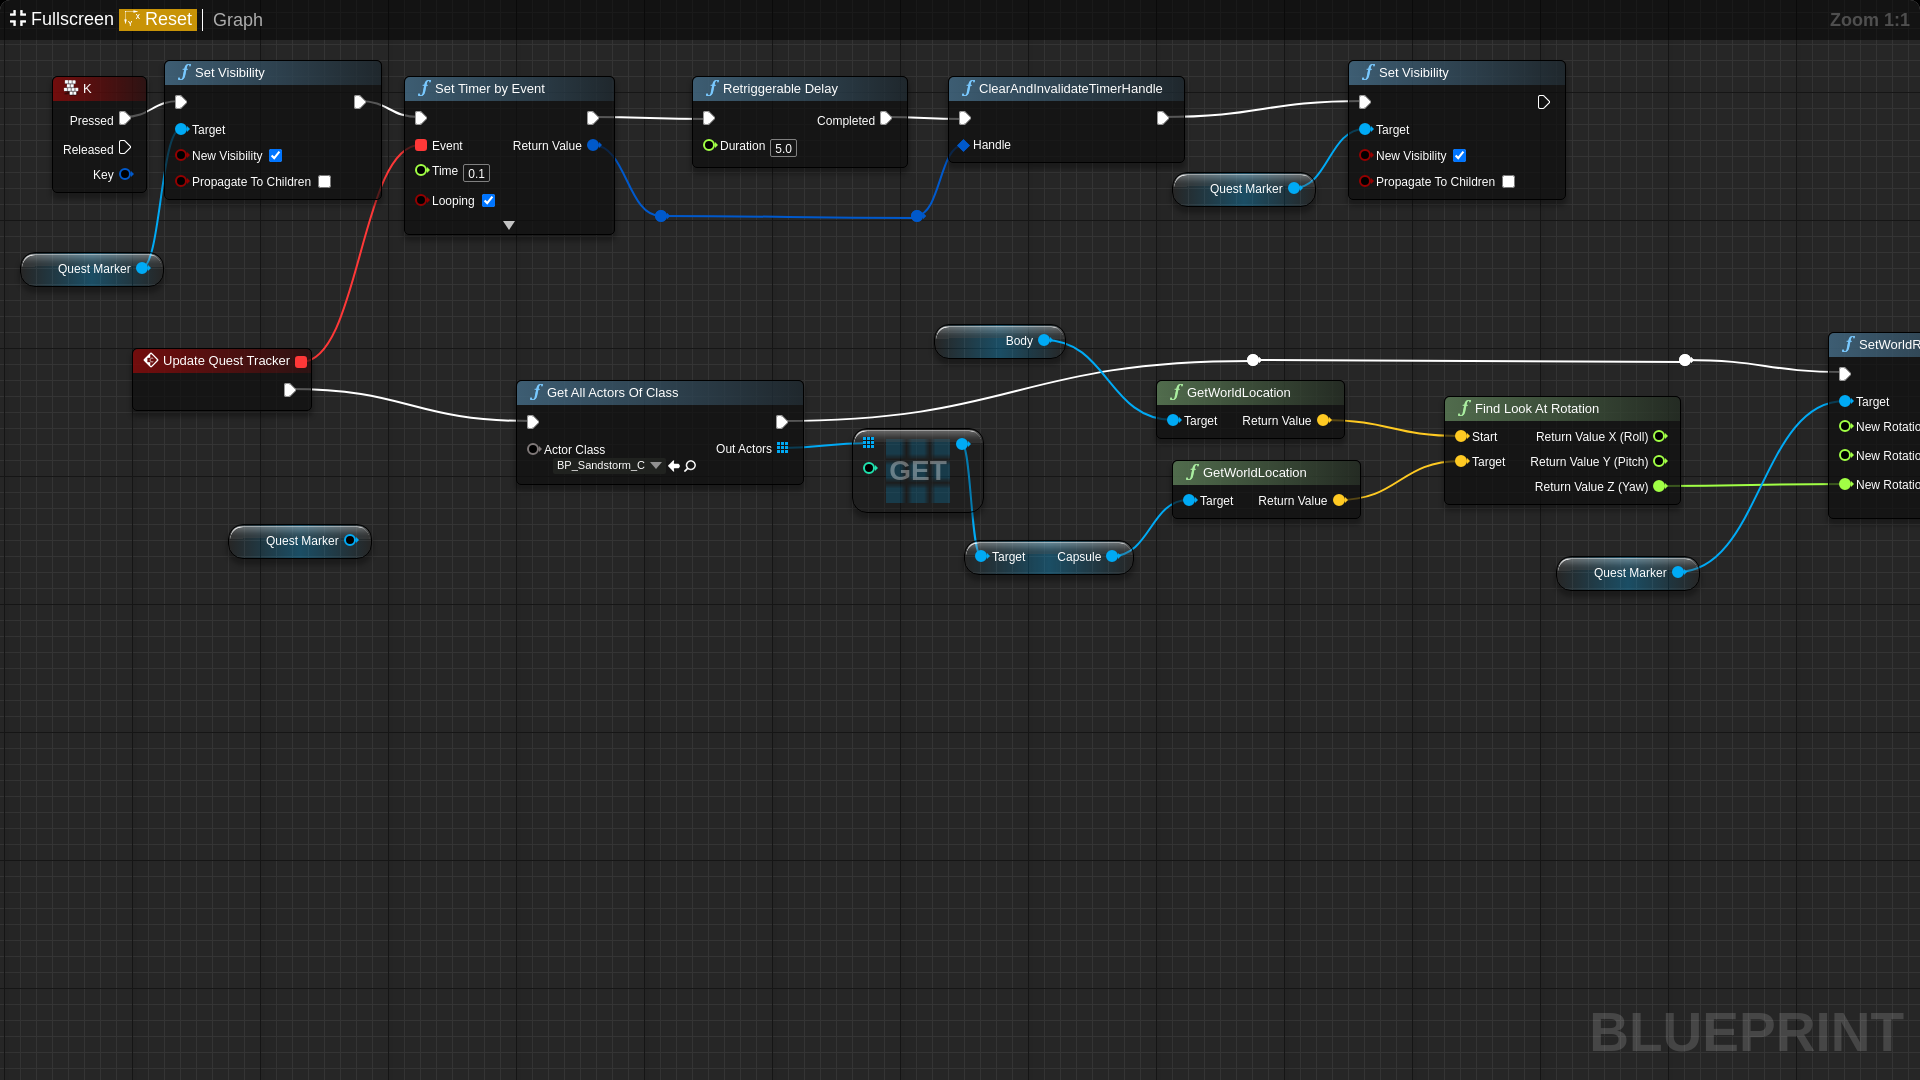 Fullscreen Reset Graph
Zoom 1:1
K
Pressed
Released
Key
Set Visibility
Target
New Visibility
Propagate To Children
Set Timer by Event
Event
Return Value
Time 0.1
Looping
Retriggerable Delay
Completed
Duration 5.0
ClearAndInvalidateTimerHandle
Handle
Quest Marker
Set Visibility
Target
New Visibility
Propagate To Children
Quest Marker
Update Quest Tracker
Get All Actors Of Class
Actor Class
BP_Sandstorm_C
Out Actors
GET
Body
GetWorldLocation
Target Return Value
GetWorldLocation
Target Return Value
Target Capsule
Find Look At Rotation
Start Return Value X (Roll)
Target Return Value Y (Pitch)
Return Value Z (Yaw)
SetWorldR
Target
New Rotatio
New Rotatio
New Rotatio
Quest Marker
Quest Marker
BLUEPRINT